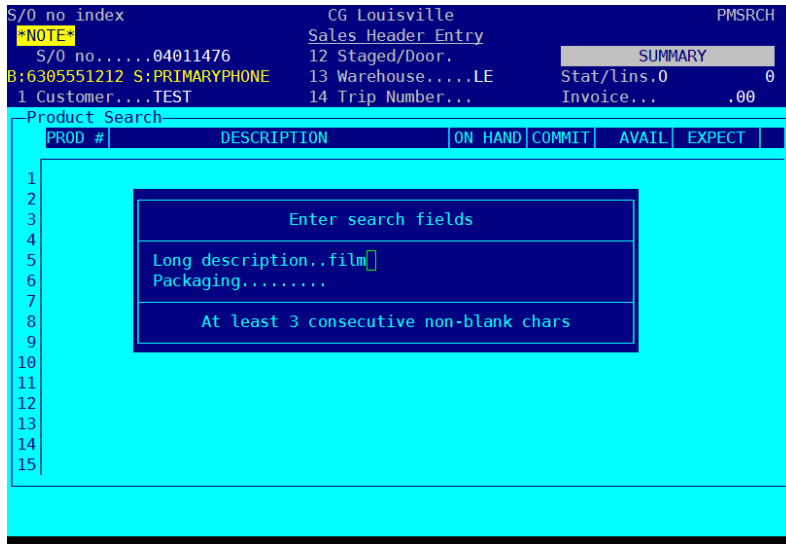 S/O no index CG Louisville PMSRCH
*NOTE* Sales Header Entry
S/O no......04011476 12 Staged/Door. SUMMARY
B:6305551212 S:PRIMARYPHONE 13 Warehouse.....LE Stat/lins.O 0
1 Customer....TEST 14 Trip Number... Invoice... .00
Product Search
PROD # DESCRIPTION ON HAND COMMIT AVAIL EXPECT
1
2
3 Enter search fields
4
5 Long description..film
6 Packaging.........
7
8 At least 3 consecutive non-blank chars
9
10
11
12
13
14
15